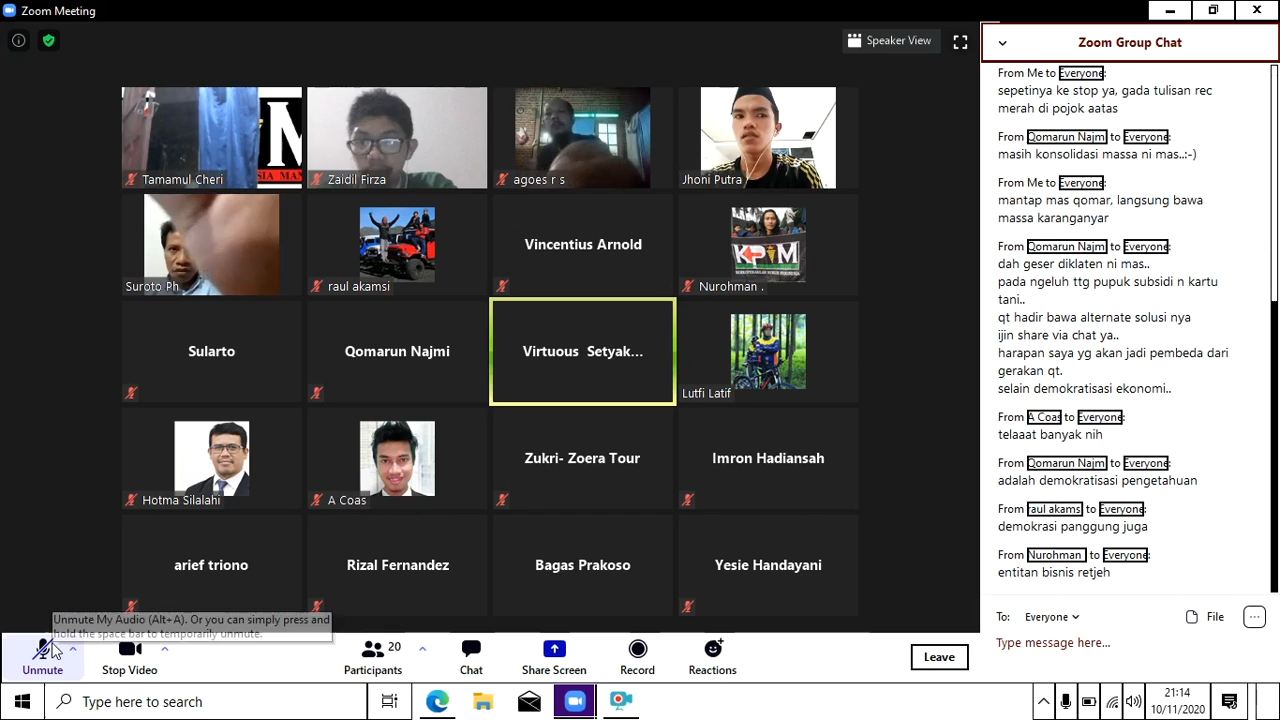 Zoom Meeting
Speaker View
Tamamul Cheri
Zaidil Firza
agoes r s
Jhoni Putra
Suroto Ph
raul akamsi
Vincentius Arnold
KPM
Nurohman .
Sularto
Qomarun Najmi
Virtuous Setyak...
Lutfi Latif
Hotma Silalahi
A Coas
Zukri- Zoera Tour
Imron Hadiansah
arief triono
Rizal Fernandez
Bagas Prakoso
Yesie Handayani
Unmute My Audio (Alt+A). Or you can simply press and
hold the space bar to temporarily unmute.
Unmute
Stop Video
20
Participants
Chat
Share Screen
Record
Reactions
Leave
Zoom Group Chat
From Me to Everyone:
sepetinya ke stop ya, gada tulisan rec
merah di pojok aatas
From Qomarun Najmi to Everyone:
masih konsolidasi massa ni mas..:-)
From Me to Everyone:
mantap mas qomar, langsung bawa
massa karanganyar
From Qomarun Najmi to Everyone:
dah geser diklaten ni mas..
pada ngeluh ttg pupuk subsidi n kartu
tani..
qt hadir bawa alternate solusi nya
ijin share via chat ya..
harapan saya yg akan jadi pembeda dari
gerakan qt.
selain demokratisasi ekonomi..
From A Coas to Everyone:
telaaat banyak nih
From Qomarun Najmi to Everyone:
adalah demokratisasi pengetahuan
From raul akamsi to Everyone:
demokrasi panggung juga
From Nurohman to Everyone:
entitan bisnis retjeh
To: Everyone
File
Type message here...
Type here to search
21:14
10/11/2020